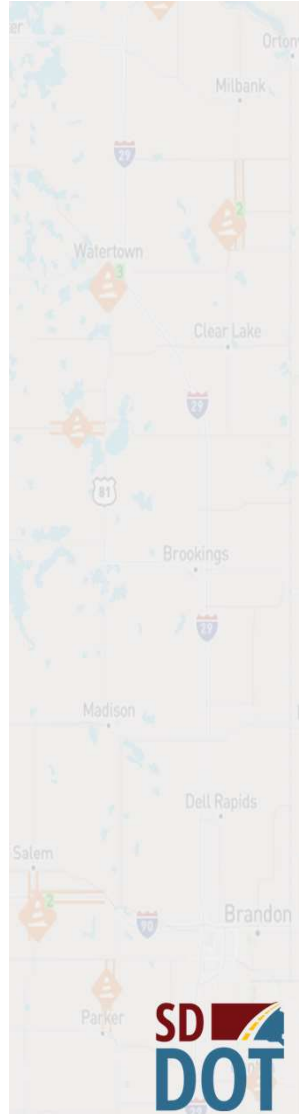 Milbank
29
2
Watertown
3
Clear Lake
29
81
Brookings
29
Madison
Dell Rapids
Salem
2
90
Brandon
Parker
SD
DOT